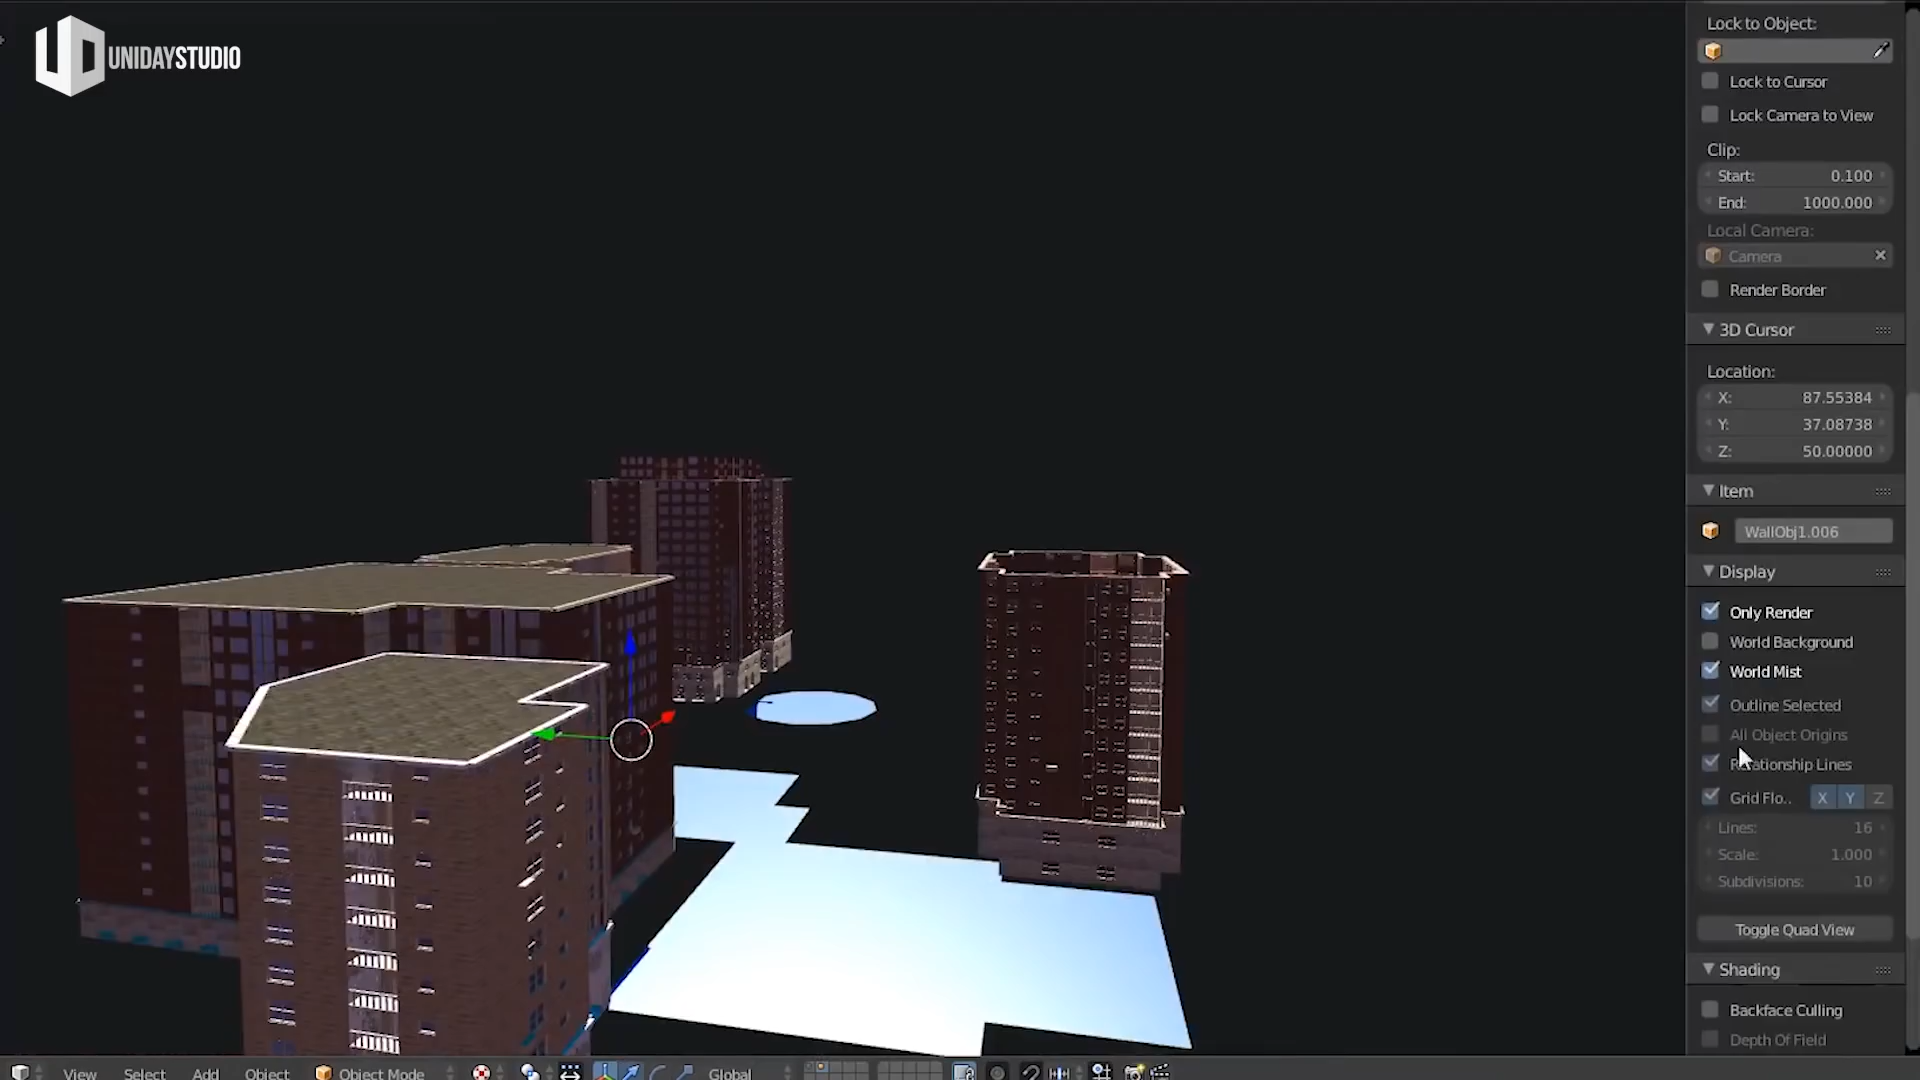 UNIDAYSTUDIO
Lock to Object:
Lock to Cursor
Lock Camera to View
Clip:
Start: 0.100
End: 1000.000
Local Camera:
Camera
Render Border
3D Cursor
Location:
X: 87.55384
Y: 37.08738
Z: 50.00000
Item
WallObj1.006
Display
Only Render
World Background
World Mist
Outline Selected
All Object Origins
Relationship Lines
Grid Flo.. X Y Z
Lines: 16
Scale: 1.000
Subdivisions: 10
Toggle Quad View
Shading
Backface Culling
Depth Of Field
View Select Add Object Object Mode Global